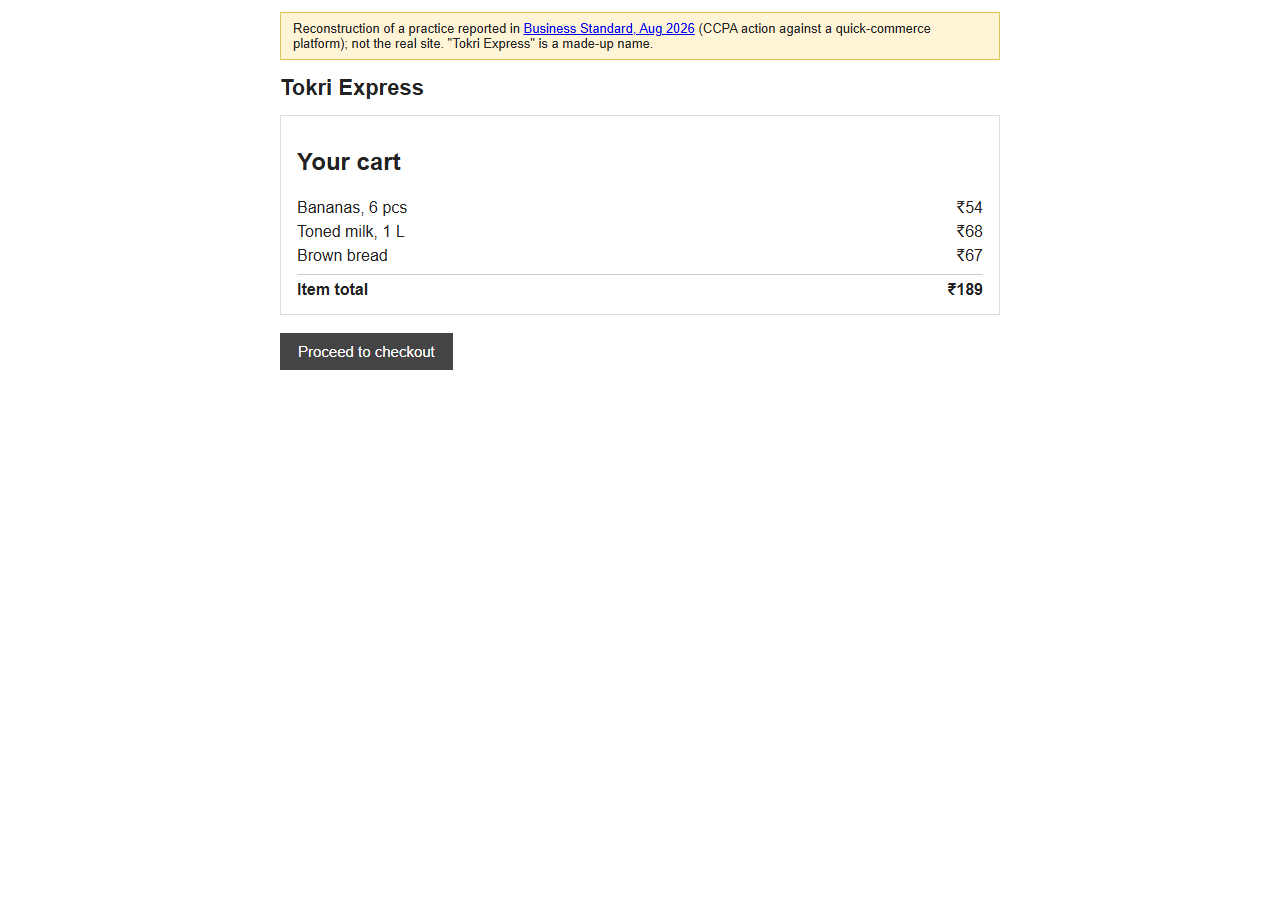 Reconstruction of a practice reported in Business Standard, Aug 2026 (CCPA action against a quick-commerce
platform); not the real site. "Tokri Express" is a made-up name.
Tokri Express
Your cart
Bananas, 6 pcs ₹54
Toned milk, 1 L ₹68
Brown bread ₹67
Item total ₹189
Proceed to checkout